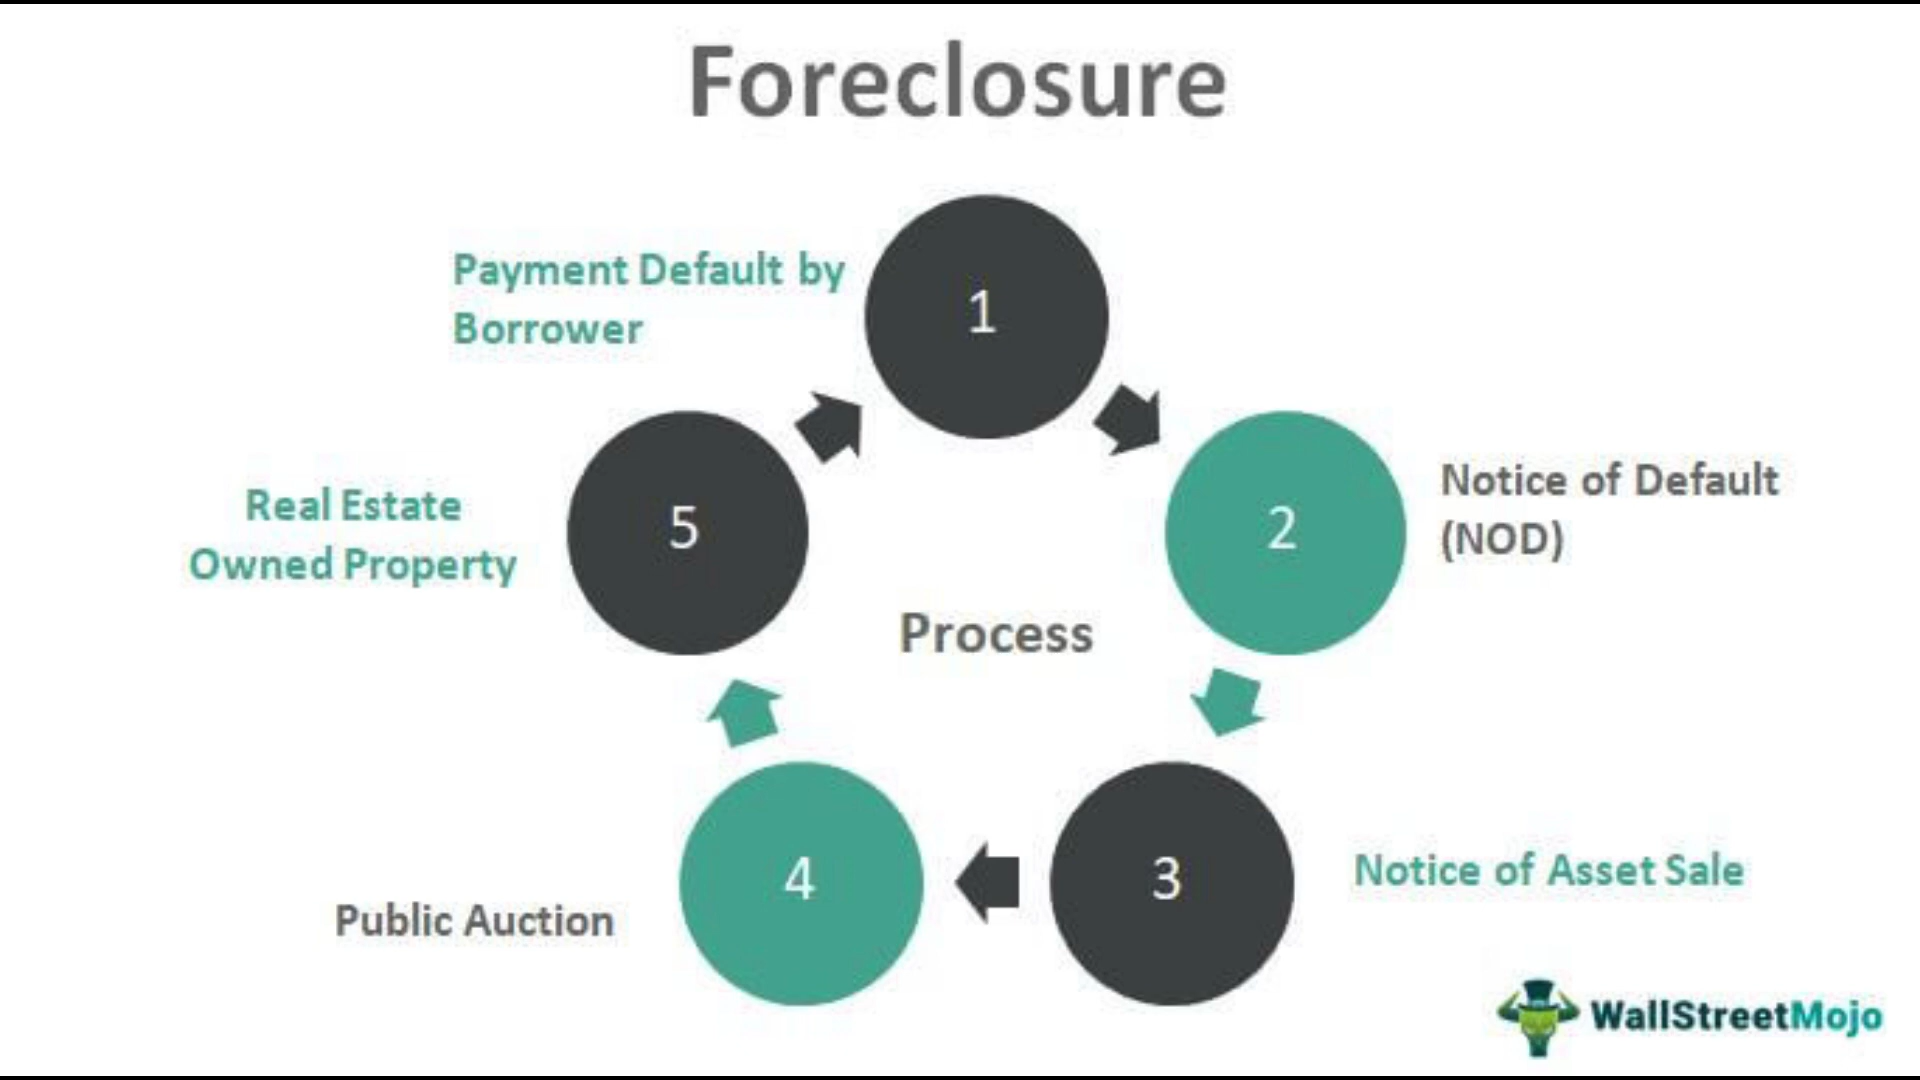 Foreclosure
1
Payment Default by
Borrower
2
Notice of Default
(NOD)
3
Notice of Asset Sale
4
Public Auction
5
Real Estate
Owned Property
Process
WallStreetMojo